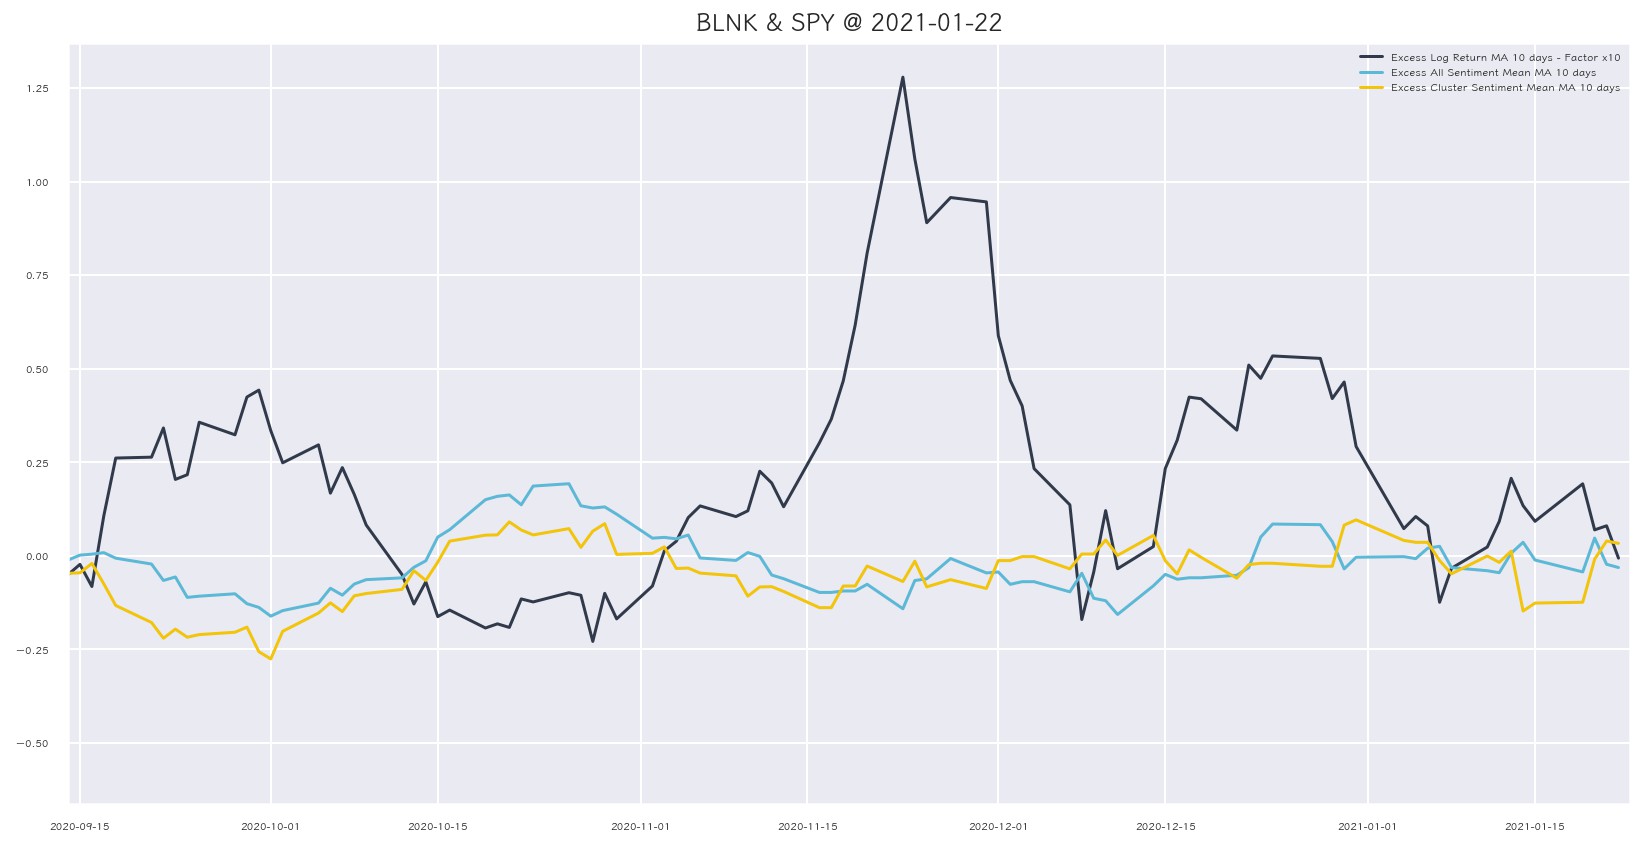 BLNK & SPY @ 2021-01-22
Excess Log Return MA 10 days - Factor x10
Excess All Sentiment Mean MA 10 days
Excess Cluster Sentiment Mean MA 10 days
1.25
1.00
0.75
0.50
0.25
0.00
−0.25
−0.50
2020-09-15 2020-10-01 2020-10-15 2020-11-01 2020-11-15 2020-12-01 2020-12-15 2021-01-01 2021-01-15